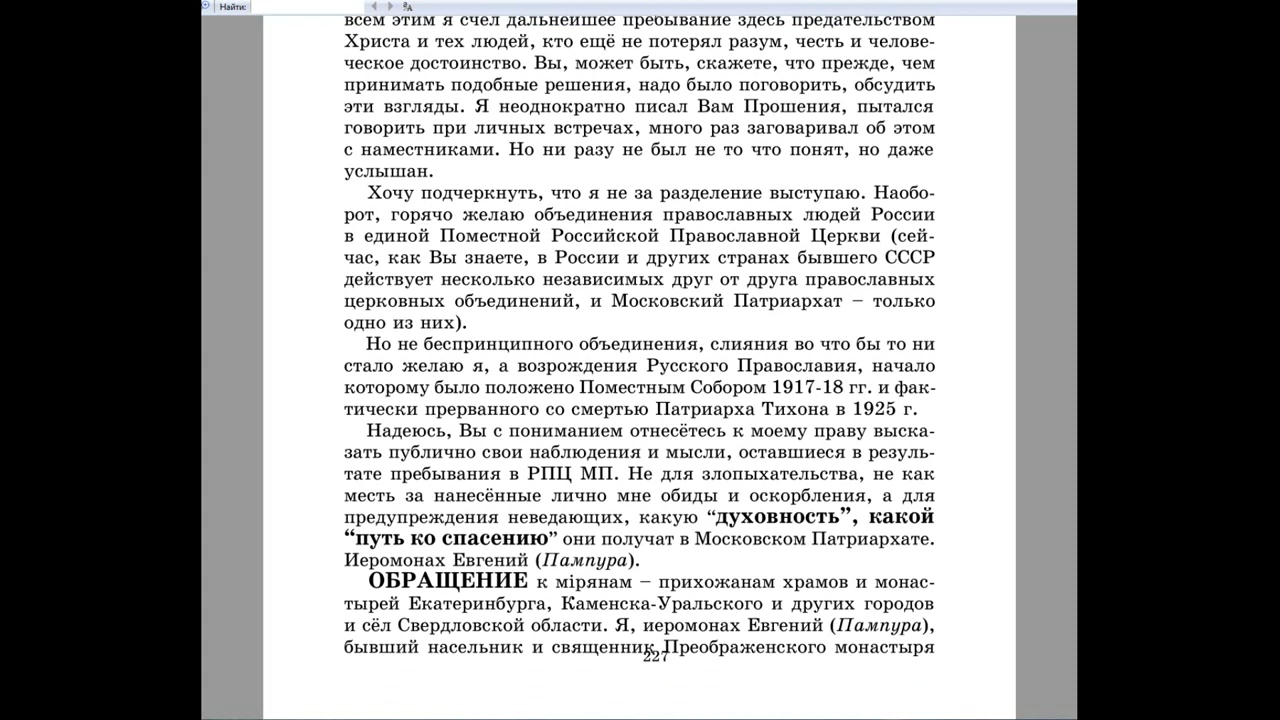 Найти:
всем этим я счёл дальнейшее пребывание здесь предательством
Христа и тех людей, кто ещё не потерял разум, честь и челове-
ческое достоинство. Вы, может быть, скажете, что прежде, чем
принимать подобные решения, надо было поговорить, обсудить
эти взгляды. Я неоднократно писал Вам Прошения, пытался
говорить при личных встречах, много раз заговаривал об этом
с наместниками. Но ни разу не был не то что понят, но даже
услышан.
Хочу подчеркнуть, что я не за разделение выступаю. Наобо-
рот, горячо желаю объединения православных людей России
в единой Поместной Российской Православной Церкви (сей-
час, как Вы знаете, в России и других странах бывшего СССР
действует несколько независимых друг от друга православных
церковных объединений, и Московский Патриархат – только
одно из них).
Но не беспринципного объединения, слияния во что бы то ни
стало желаю я, а возрождения Русского Православия, начало
которому было положено Поместным Собором 1917-18 гг. и фак-
тически прерванного со смертью Патриарха Тихона в 1925 г.
Надеюсь, Вы с пониманием отнесётесь к моему праву выска-
зать публично свои наблюдения и мысли, оставшиеся в резуль-
тате пребывания в РПЦ МП. Не для злопыхательства, не как
месть за нанесённые лично мне обиды и оскорбления, а для
предупреждения неведающих, какую “духовность”, какой
“путь ко спасению” они получат в Московском Патриархате.
Иеромонах Евгений (Пампура).
ОБРАЩЕНИЕ к мірянам – прихожанам храмов и монас-
тырей Екатеринбурга, Каменска-Уральского и других городов
и сёл Свердловской области. Я, иеромонах Евгений (Пампура),
бывший насельник и священник Преображенского монастыря
227